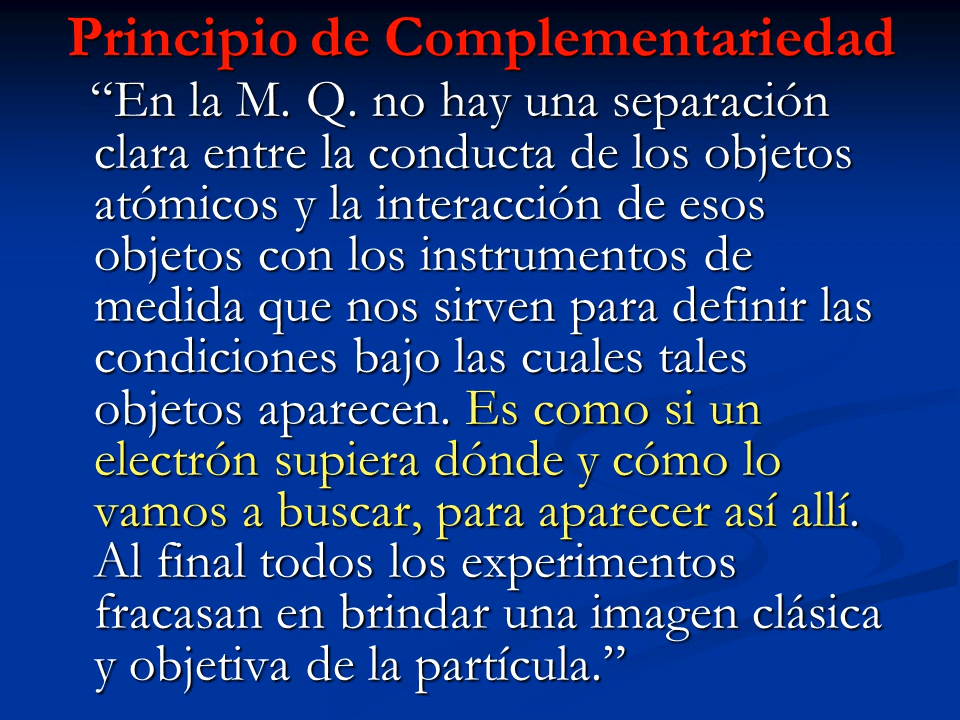 Principio de Complementariedad
“En la M. Q. no hay una separación
clara entre la conducta de los objetos
atómicos y la interacción de esos
objetos con los instrumentos de
medida que nos sirven para definir las
condiciones bajo las cuales tales
objetos aparecen. Es como si un
electrón supiera dónde y cómo lo
vamos a buscar, para aparecer así allí.
Al final todos los experimentos
fracasan en brindar una imagen clásica
y objetiva de la partícula.”